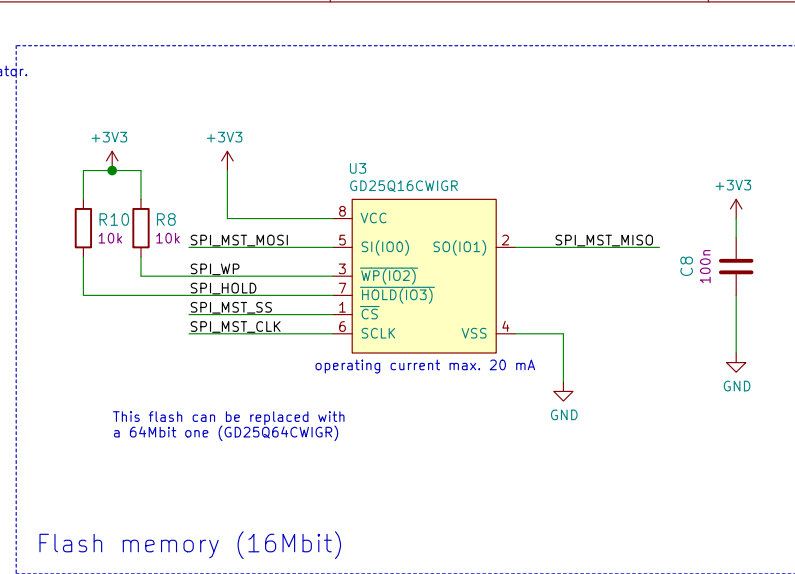 ator.
+3V3
+3V3
U3
GD25Q16CWIGR
+3V3
R10
10k
R8
10k
8
VCC
SPI_MST_MOSI
5
SI(IO0)
SO(IO1)
2
SPI_MST_MISO
SPI_WP
3
WP(IO2)
SPI_HOLD
7
HOLD(IO3)
SPI_MST_SS
1
CS
SPI_MST_CLK
6
SCLK
VSS
4
C8
100n
operating current max. 20 mA
GND
GND
This flash can be replaced with
a 64Mbit one (GD25Q64CWIGR)
Flash memory (16Mbit)